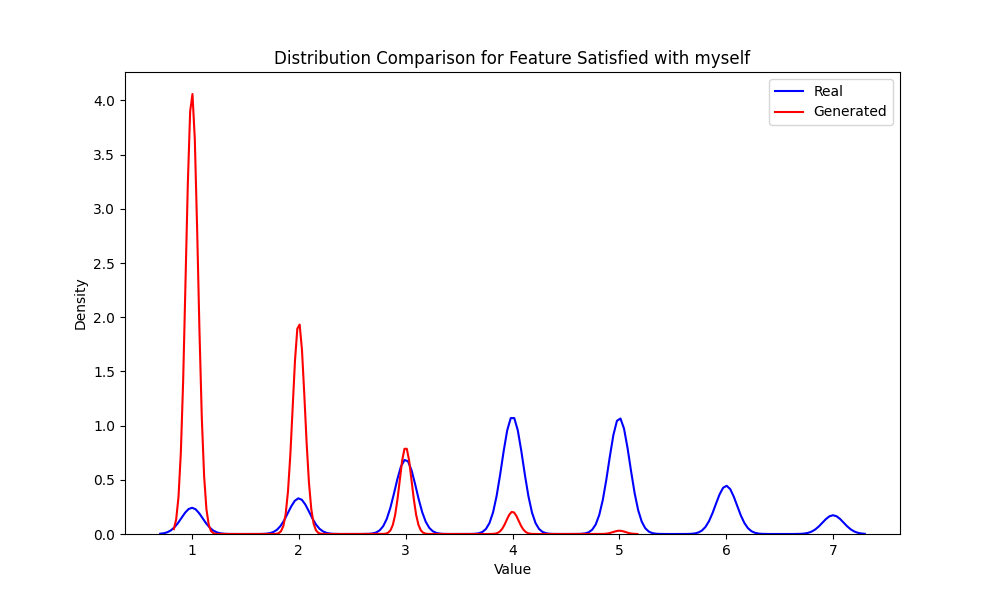 Distribution Comparison for Feature Satisfied with myself
Real
Generated
4.0
3.5
3.0
2.5
2.0
1.5
1.0
0.5
0.0
Density
1 2 3 4 5 6 7
Value